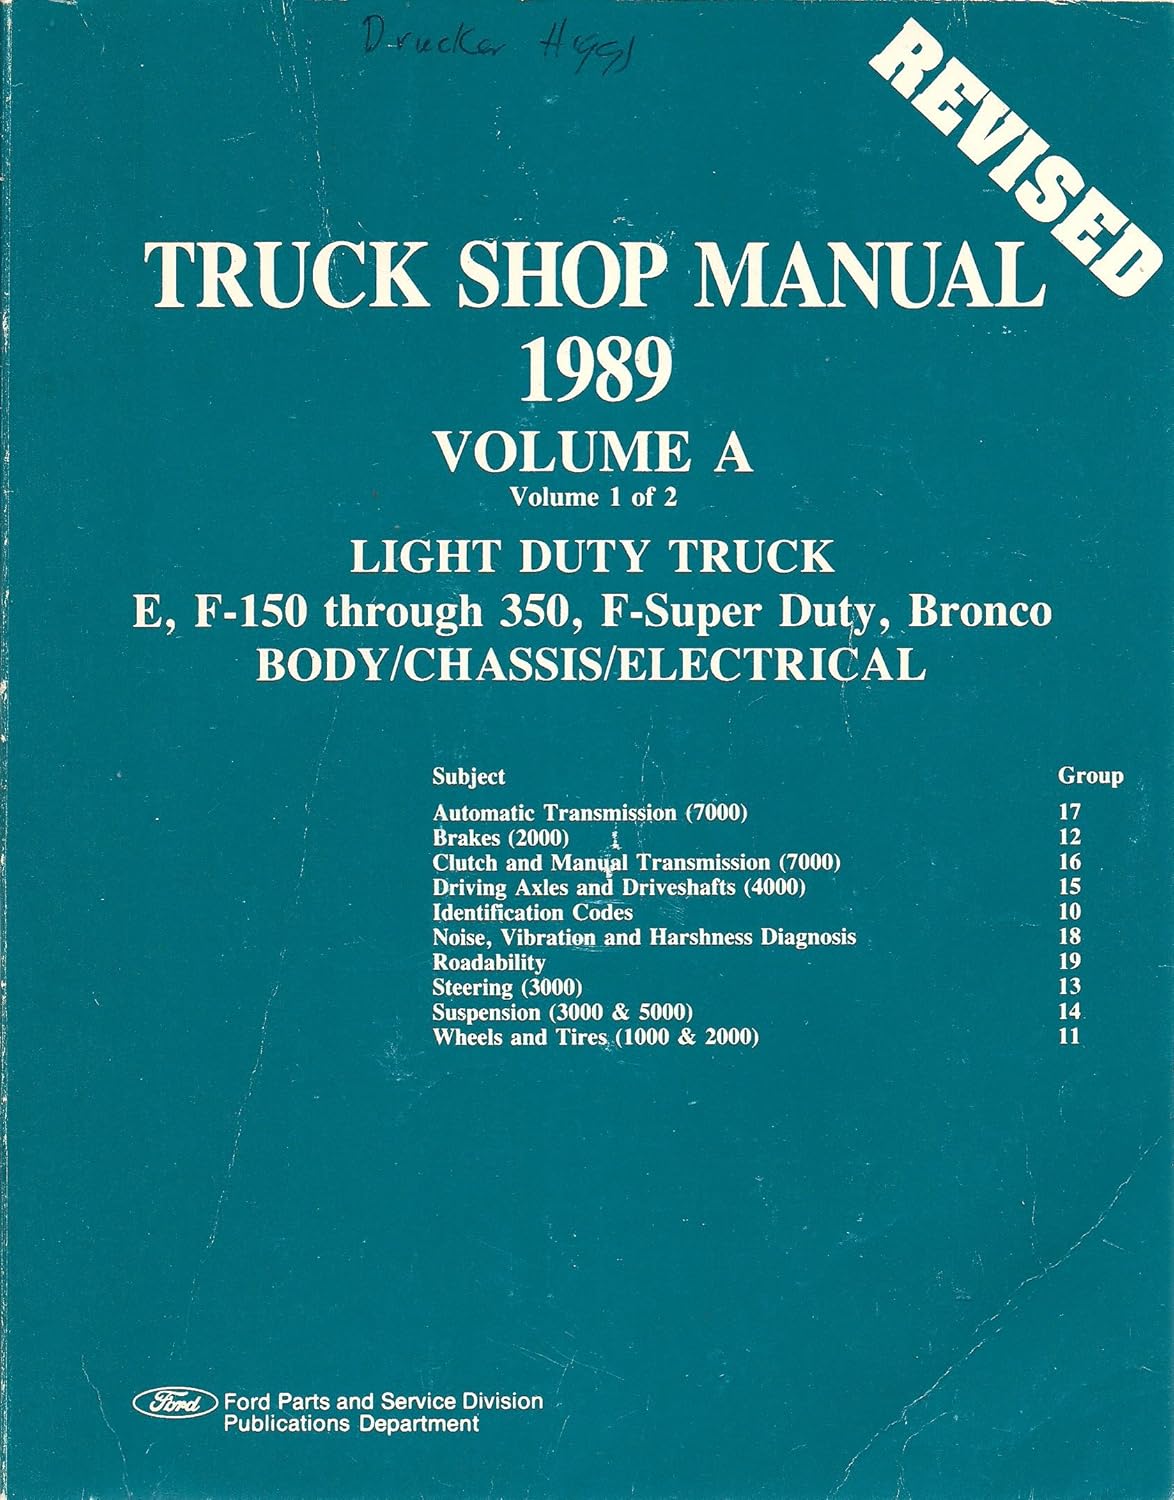 Drucker
REVISED
TRUCK SHOP MANUAL
1989
VOLUME A
Volume 1 of 2
LIGHT DUTY TRUCK
E, F-150 through 350, F-Super Duty, Bronco
BODY/CHASSIS/ELECTRICAL
Subject Group
Automatic Transmission (7000) 17
Brakes (2000) 12
Clutch and Manual Transmission (7000) 16
Driving Axles and Driveshafts (4000) 15
Identification Codes 10
Noise, Vibration and Harshness Diagnosis 18
Roadability 19
Steering (3000) 13
Suspension (3000 & 5000) 14
Wheels and Tires (1000 & 2000) 11
Ford Ford Parts and Service Division
Publications Department